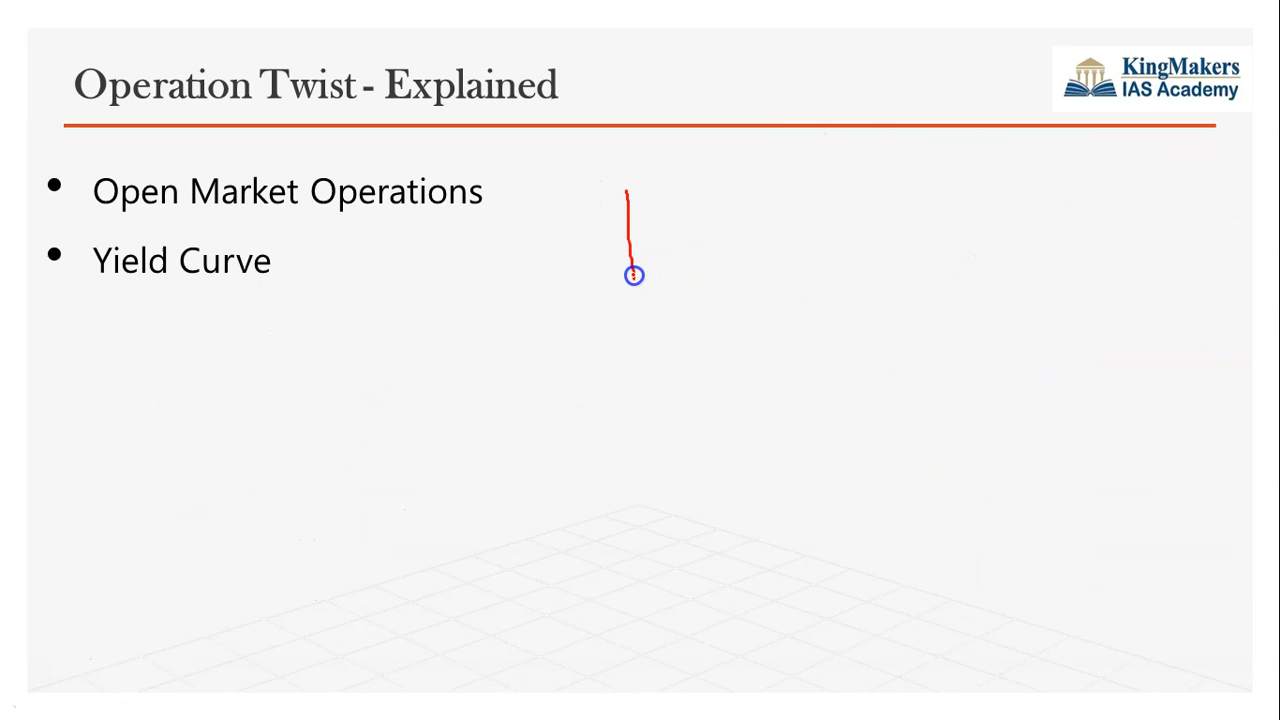 Operation Twist - Explained
KingMakers
IAS Academy
• Open Market Operations
• Yield Curve